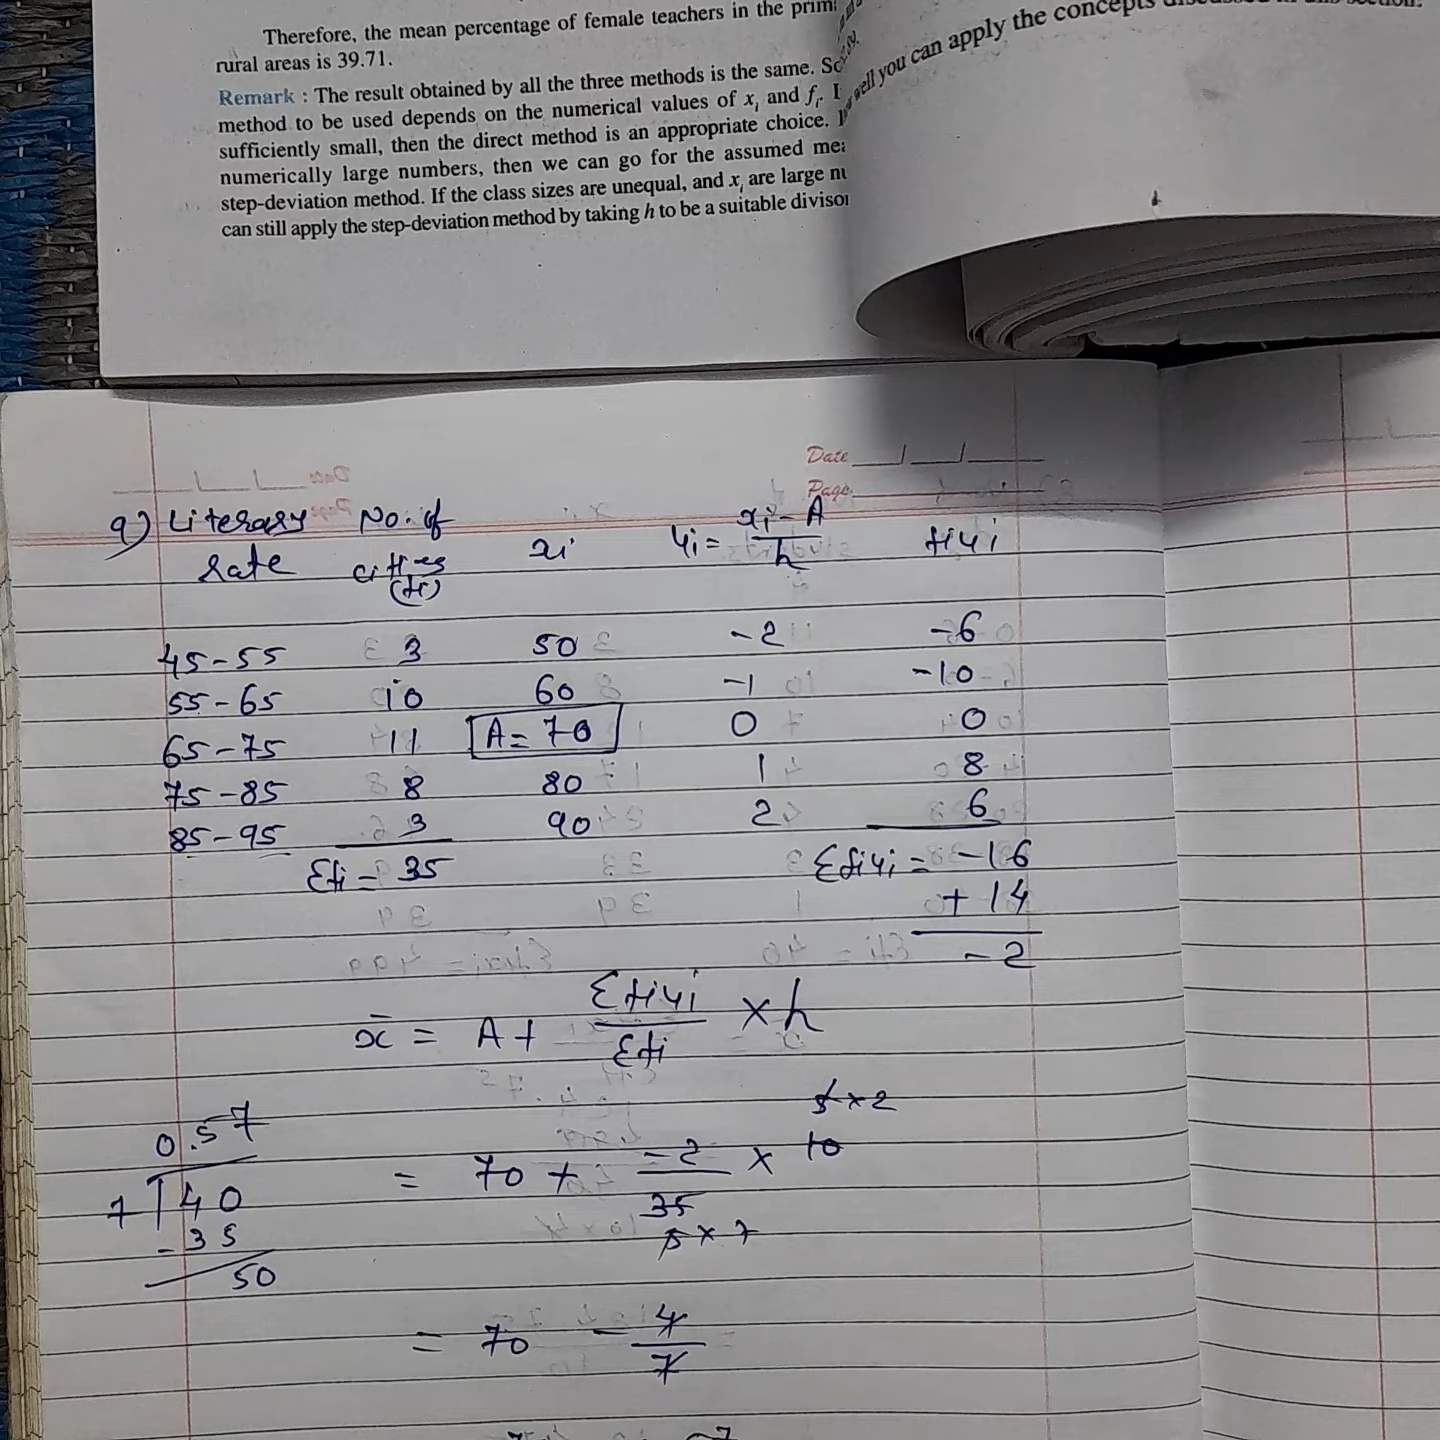 Therefore, the mean percentage of female teachers in the prim
rural areas is 39.71.
Remark : The result obtained by all the three methods is the same. So
method to be used depends on the numerical values of xi and fi. I
sufficiently small, then the direct method is an appropriate choice. I
numerically large numbers, then we can go for the assumed mea
step-deviation method. If the class sizes are unequal, and xi are large nu
can still apply the step-deviation method by taking h to be a suitable divisor
well you can apply the concepts discussed in this section.
Date
Page
9) Literary rate No. of cities (fi) xi ui = xi - A / h fiui
45-55 3 50 -2 -6
55-65 10 60 -1 -10
65-75 11 A = 70 0 0
75-85 8 80 1 8
85-95 3 90 2 6
Σfi = 35 Σfiui = -16
+ 14
- 2
x̄ = A + Σfiui / Σfi × h
5 × 2
= 70 + -2 / 35 × 10
5 × 7
0.57
7 40
- 35
50
= 70 - 4 / 7